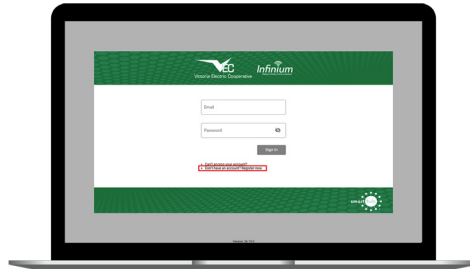 VEC
Victoria Electric Cooperative
Infinium
Email
Password
Sign In
Can't access your account?
Don't have an account? Register now.
smart